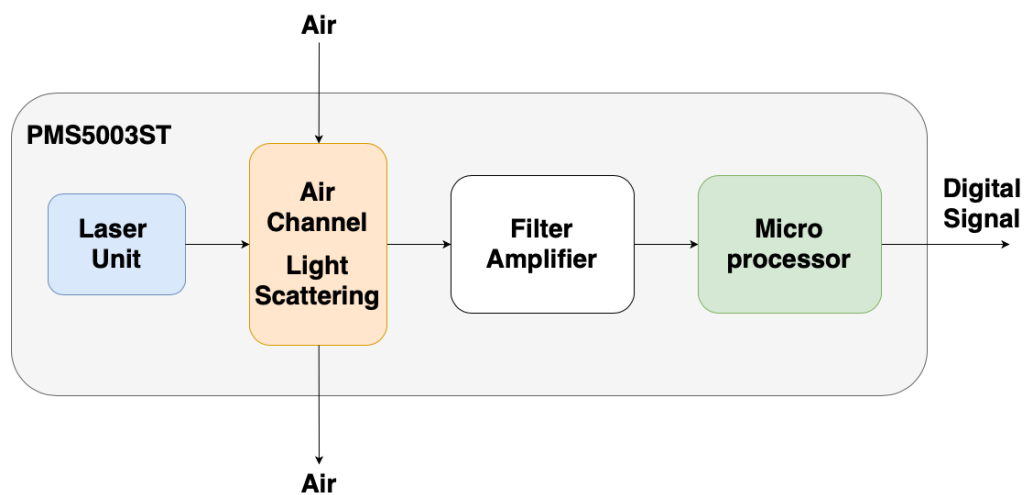 Air
PMS5003ST
Laser
Unit
Air
Channel
Light
Scattering
Filter
Amplifier
Micro
processor
Digital
Signal
Air